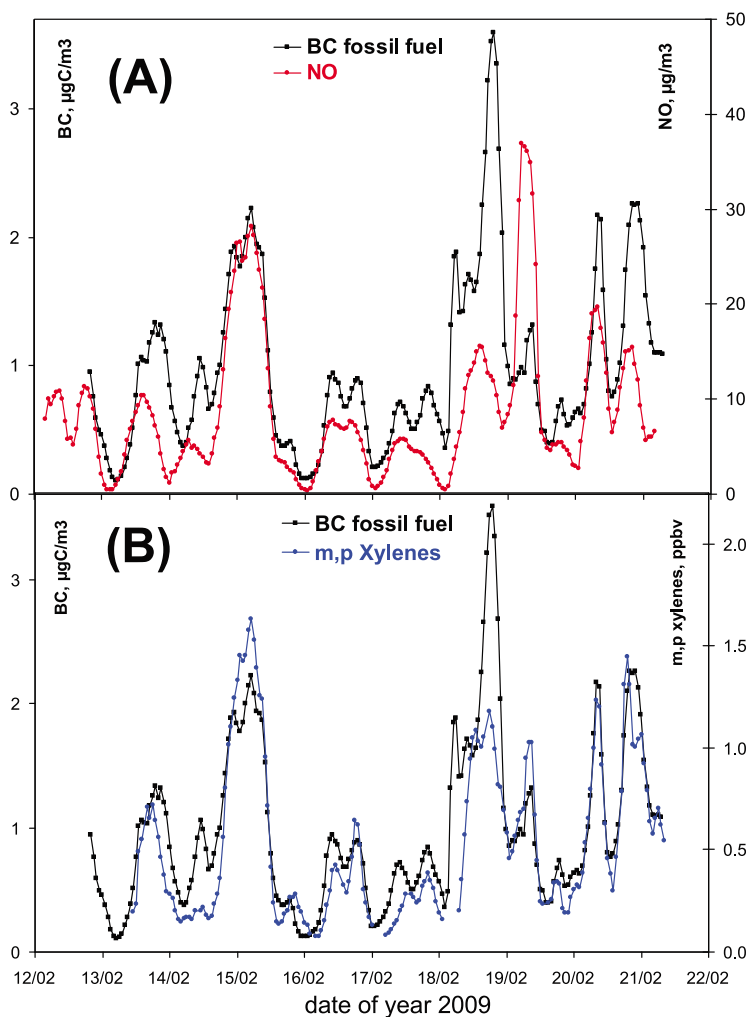 50
BC fossil fuel
NO
(A)
BC, µgC/m3
NO, µg/m3
3
40
30
2
20
1
10
0
0
BC fossil fuel
m,p Xylenes
(B)
BC, µgC/m3
m,p xylenes, ppbv
2.0
3
1.5
2
1.0
1
0.5
0
0.0
12/02 13/02 14/02 15/02 16/02 17/02 18/02 19/02 20/02 21/02 22/02
date of year 2009